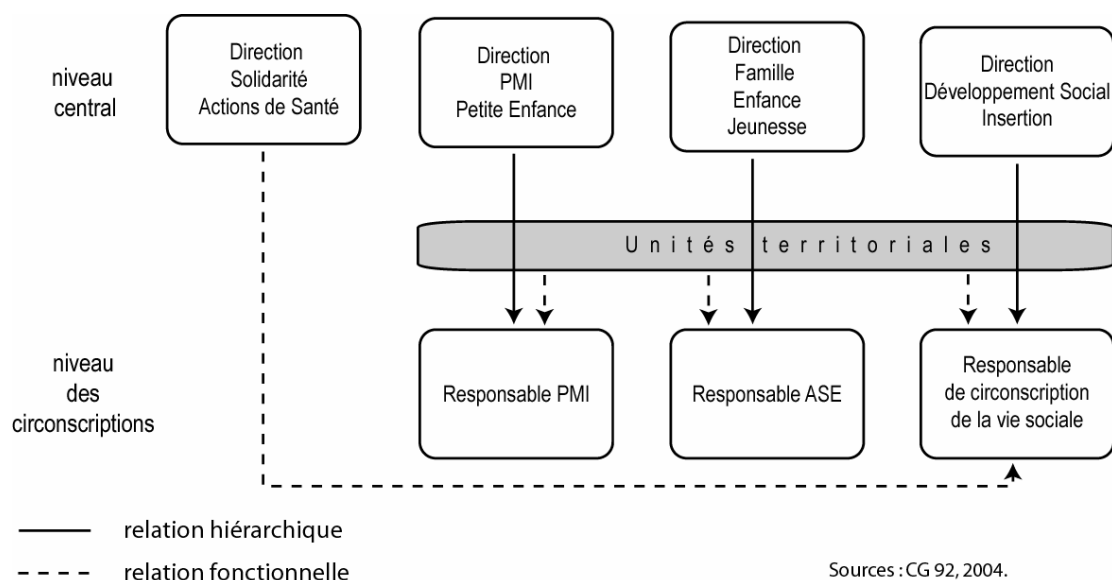 niveau
central
Direction
Solidarité
Actions de Santé
Direction
PMI
Petite Enfance
Direction
Famille
Enfance
Jeunesse
Direction
Développement Social
Insertion
Unités territoriales
niveau
des
circonscriptions
Responsable PMI
Responsable ASE
Responsable
de circonscription
de la vie sociale
relation hiérarchique
relation fonctionnelle
Sources : CG 92, 2004.